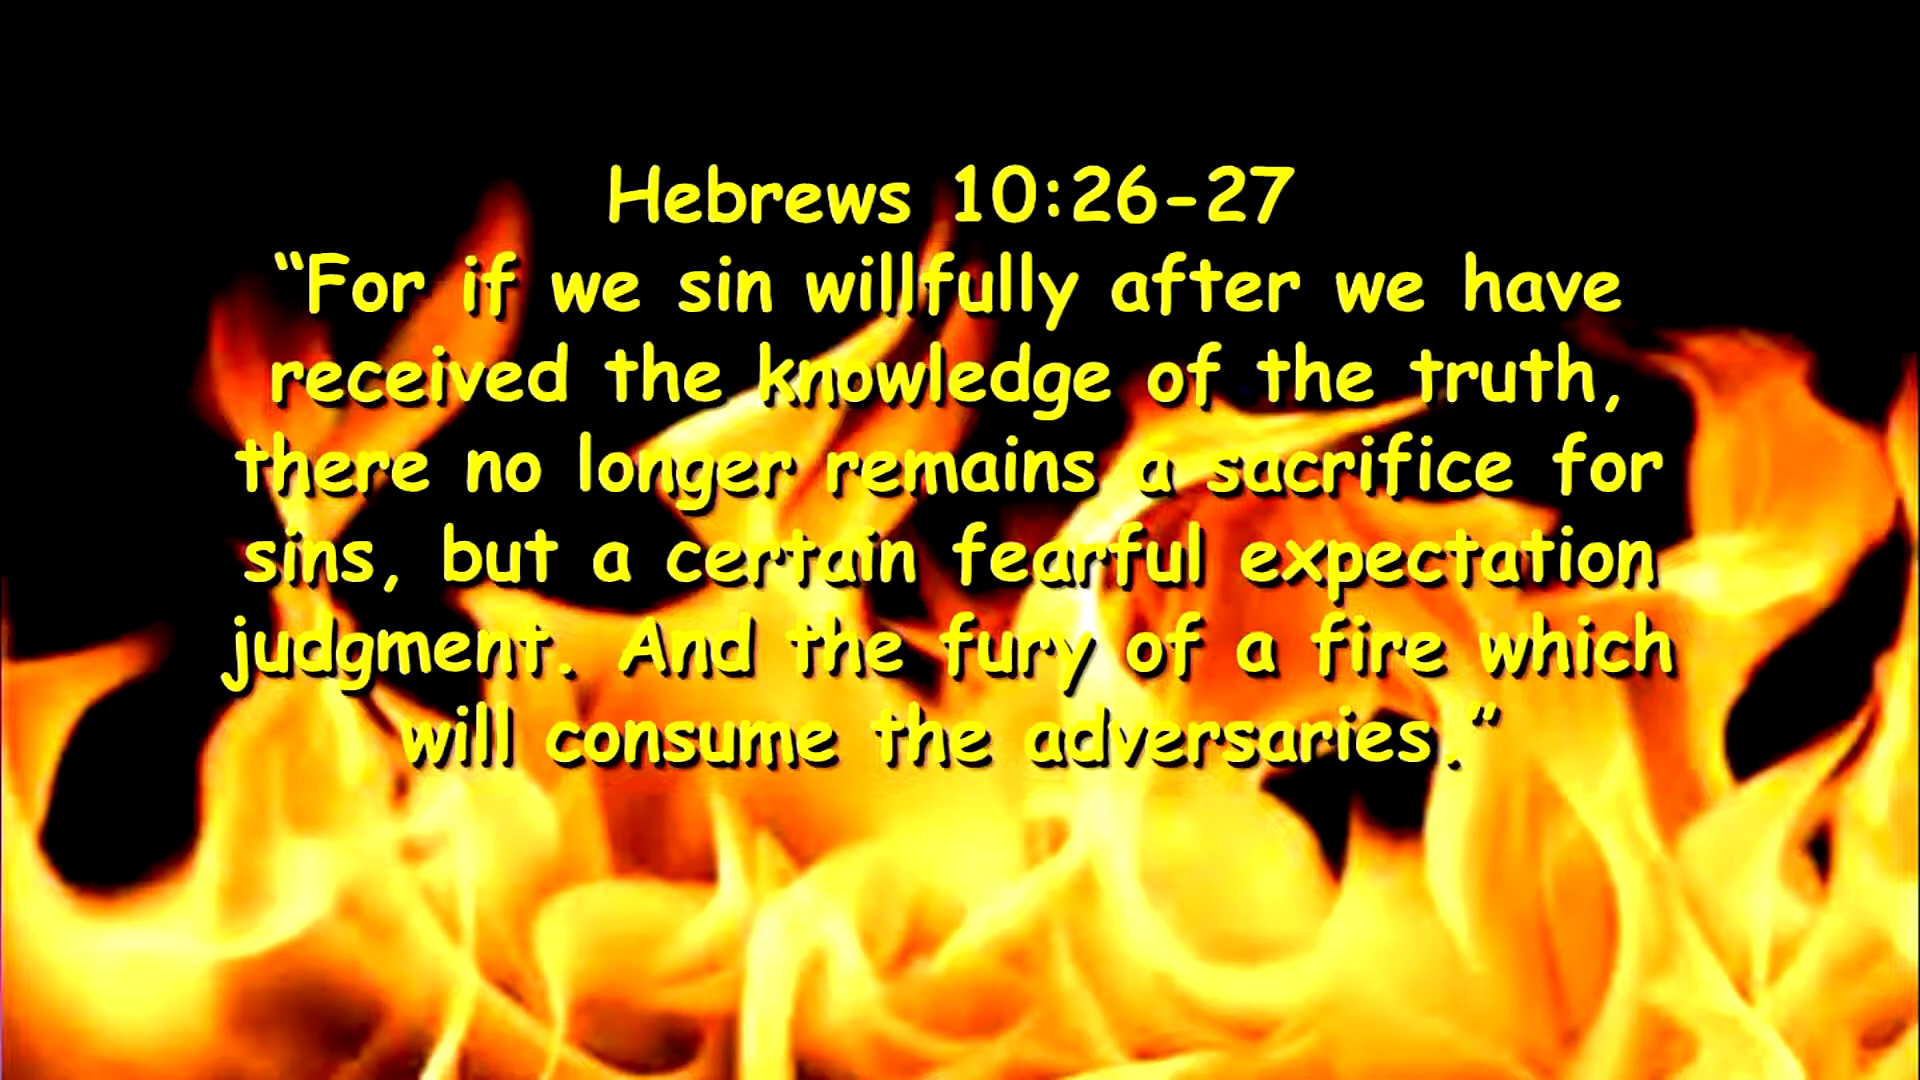 Hebrews 10:26-27
“For if we sin willfully after we have
received the knowledge of the truth,
there no longer remains a sacrifice for
sins, but a certain fearful expectation
judgment. And the fury of a fire which
will consume the adversaries.”